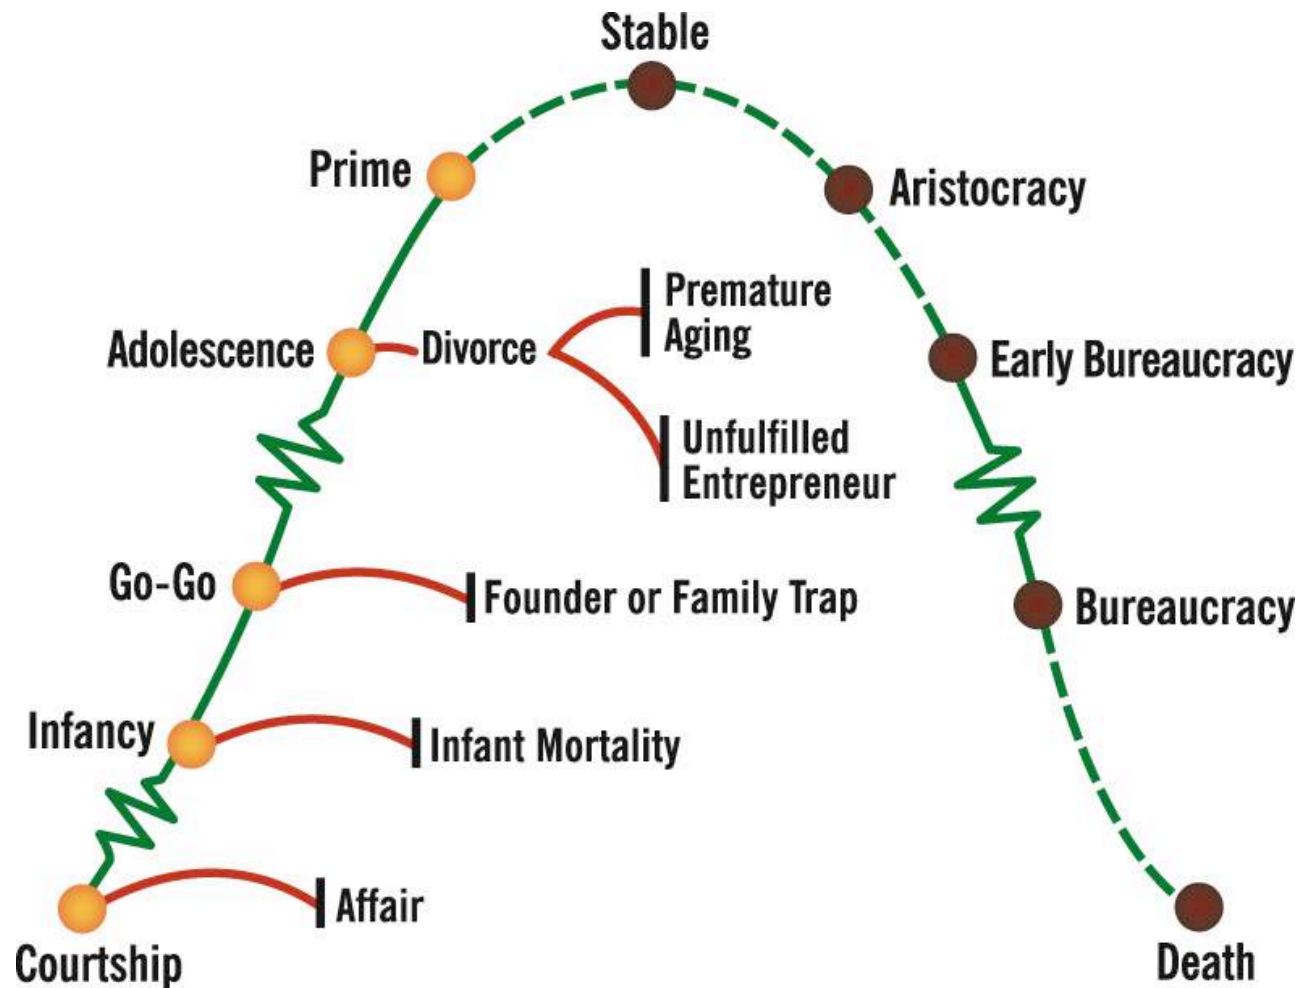 Stable
Prime
Aristocracy
Premature
Aging
Adolescence
Divorce
Early Bureaucracy
Unfulfilled
Entrepreneur
Go-Go
Founder or Family Trap
Bureaucracy
Infancy
Infant Mortality
Affair
Courtship
Death